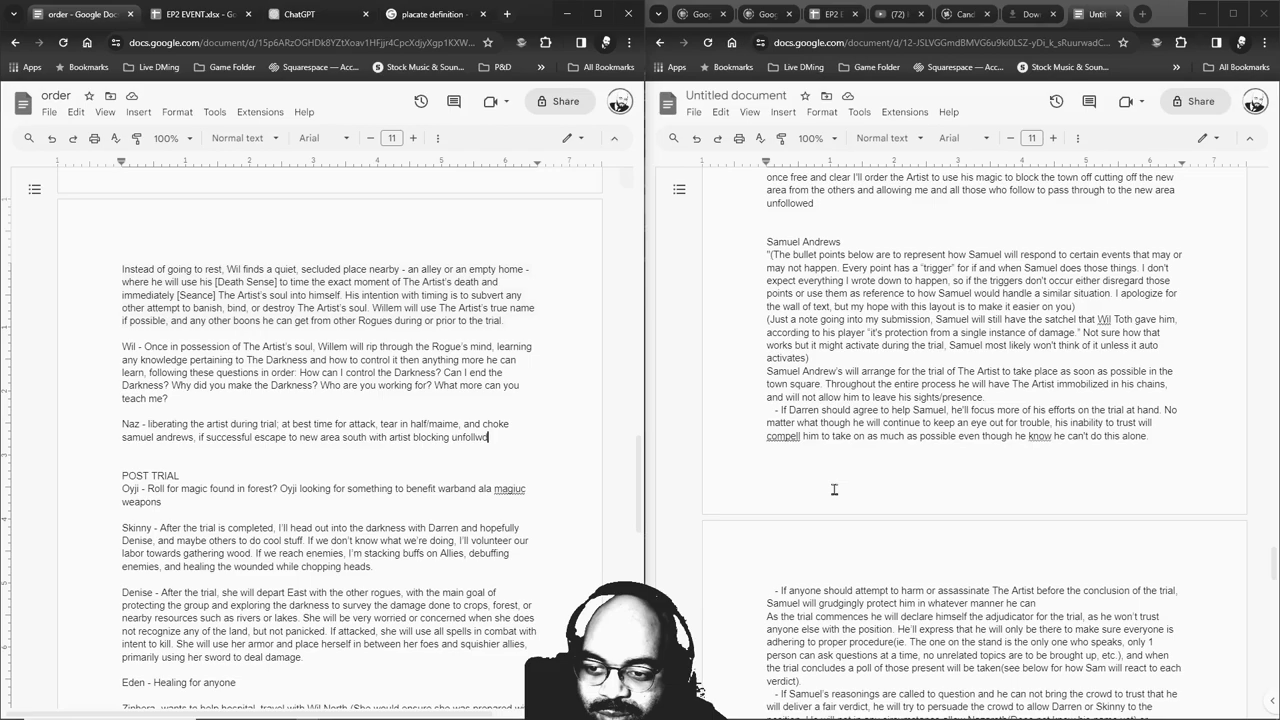 order - Google Doc
EP2 EVENT.xlsx - Go
ChatGPT
placate definition -
docs.google.com/document/d/15p6ARzOGHDk8YZtXoav1HFjjr4CpcXdjyXgp1KXW...
Apps
Bookmarks
Live DMing
Game Folder
Squarespace — Acc...
Stock Music & Soun...
P&D
All Bookmarks
order
File Edit View Insert Format Tools Extensions Help
Share
100%
Normal text
Arial
11
Instead of going to rest, Wil finds a quiet, secluded place nearby - an alley or an empty home -
where he will use his [Death Sense] to time the exact moment of The Artist's death and
immediately [Seance] The Artist's soul into himself. His intention with timing is to subvert any
other attempt to banish, bind, or destroy The Artist's soul. Willem will use The Artist's true name
if possible, and any other boons he can get from other Rogues during or prior to the trial.
Wil - Once in possession of The Artist's soul, Willem will rip through the Rogue's mind, learning
any knowledge pertaining to The Darkness and how to control it then anything more he can
learn, following these questions in order: How can I control the Darkness? Can I end the
Darkness? Why did you make the Darkness? Who are you working for? What more can you
teach me?
Naz - liberating the artist during trial; at best time for attack, tear in half/maime, and choke
samuel andrews, if successful escape to new area south with artist blocking unfollwd
POST TRIAL
Oyji - Roll for magic found in forest? Oyji looking for something to benefit warband ala magiuc
weapons
Skinny - After the trial is completed, I'll head out into the darkness with Darren and hopefully
Denise, and maybe others to do cool stuff. If we don't know what we're doing, I'll volunteer our
labor towards gathering wood. If we reach enemies, I'm stacking buffs on Allies, debuffing
enemies, and healing the wounded while chopping heads.
Denise - After the trial, she will depart East with the other rogues, with the main goal of
protecting the group and exploring the darkness to survey the damage done to crops, forest, or
nearby resources such as rivers or lakes. She will be very worried or concerned when she does
not recognize any of the land, but not panicked. If attacked, she will use all spells in combat with
intent to kill. She will use her armor and place herself in between her foes and squishier allies,
primarily using her sword to deal damage.
Eden - Healing for anyone
Goog
Goog
EP2 E
(72)
Cand
Dow
Untit
docs.google.com/document/d/12-JSLVGGmdBMVG6u9ki0LSZ-yDi_k_sRuurwadC...
Apps
Bookmarks
Live DMing
Game Folder
Squarespace — Acc...
Stock Music & Soun...
All Bookmarks
Untitled document
File Edit View Insert Format Tools Extensions Help
Share
100%
Normal text
Arial
11
once free and clear I'll order the Artist to use his magic to block the town off cutting off the new
area from the others and allowing me and all those who follow to pass through to the new area
unfollowed
Samuel Andrews
"(The bullet points below are to represent how Samuel will respond to certain events that may or
may not happen. Every point has a "trigger" for if and when Samuel does those things. I don't
expect everything I wrote down to happen, so if the triggers don't occur either disregard those
points or use them as reference to how Samuel would handle a similar situation. I apologize for
the wall of text, but my hope with this layout is to make it easier on you)
(Just a note going into my submission, Samuel will still have the satchel that Wil Toth gave him,
according to his player "it's protection from a single instance of damage." Not sure how that
works but it might activate during the trial, Samuel most likely won't think of it unless it auto
activates)
Samuel Andrew's will arrange for the trial of The Artist to take place as soon as possible in the
town square. Throughout the entire process he will have The Artist immobilized in his chains,
and will not allow him to leave his sights/presence.
- If Darren should agree to help Samuel, he'll focus more of his efforts on the trial at hand. No
matter what though he will continue to keep an eye out for trouble, his inability to trust will
compell him to take on as much as possible even though he know he can't do this alone.
- If anyone should attempt to harm or assassinate The Artist before the conclusion of the trial,
Samuel will grudgingly protect him in whatever manner he can
As the trial commences he will declare himself the adjudicator for the trial, as he won't trust
anyone else with the position. He'll express that he will only be there to make sure everyone is
adhering to proper procedure(ie. The one on the stand is the only one who speaks, only 1
person can ask questions at a time, no unrelated topics are to be brought up, etc.), and when
the trial concludes a poll of those present will be taken(see below for how Sam will react to each
verdict).
- If Samuel's reasonings are called to question and he can not bring the crowd to trust that he
will deliver a fair verdict, he will try to persuade the crowd to allow Darren or Skinny to the